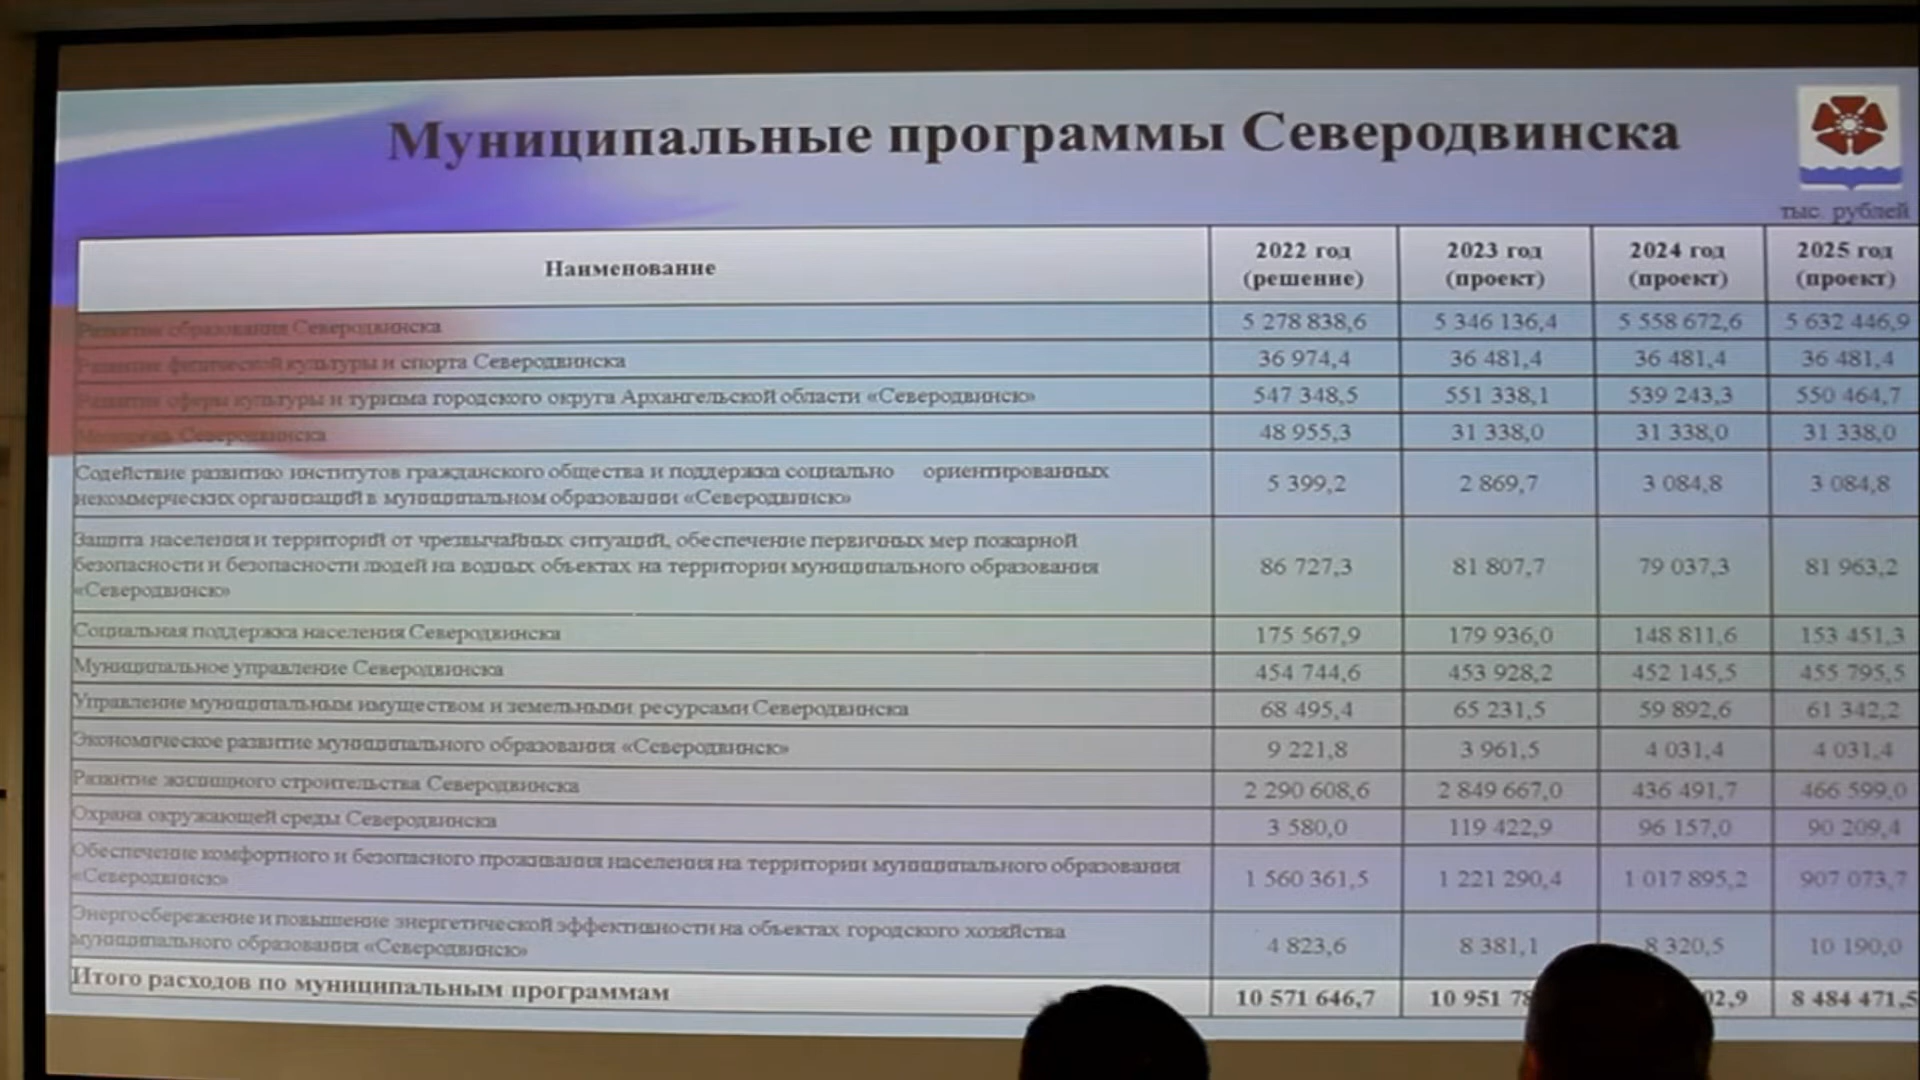 Муниципальные программы Северодвинска
тыс. рублей
Наименование
2022 год
(решение)
2023 год
(проект)
2024 год
(проект)
2025 год
(проект)
Развитие образования Северодвинска 5 278 838,6 5 346 136,4 5 558 672,6 5 632 446,9
Развитие физической культуры и спорта Северодвинска 36 974,4 36 481,4 36 481,4 36 481,4
Развитие сферы культуры и туризма городского округа Архангельской области «Северодвинск» 547 348,5 551 338,1 539 243,3 550 464,7
Молодежь Северодвинска 48 955,3 31 338,0 31 338,0 31 338,0
Содействие развитию институтов гражданского общества и поддержка социально ориентированных
некоммерческих организаций в муниципальном образовании «Северодвинск» 5 399,2 2 869,7 3 084,8 3 084,8
Защита населения и территорий от чрезвычайных ситуаций, обеспечение первичных мер пожарной
безопасности и безопасности людей на водных объектах на территории муниципального образования 86 727,3 81 807,7 79 037,3 81 963,2
«Северодвинск»
Социальная поддержка населения Северодвинска 175 567,9 179 936,0 148 811,6 153 451,3
Муниципальное управление Северодвинска 454 744,6 453 928,2 452 145,5 455 795,5
Управление муниципальным имуществом и земельными ресурсами Северодвинска 68 495,4 65 231,5 59 892,6 61 342,2
Экономическое развитие муниципального образования «Северодвинск» 9 221,8 3 961,5 4 031,4 4 031,4
Развитие жилищного строительства Северодвинска 2 290 608,6 2 849 667,0 436 491,7 466 599,0
Охрана окружающей среды Северодвинска 3 580,0 119 422,9 96 157,0 90 209,4
Обеспечение комфортного и безопасного проживания населения на территории муниципального образования
«Северодвинск» 1 560 361,5 1 221 290,4 1 017 895,2 907 073,7
Энергосбережение и повышение энергетической эффективности на объектах городского хозяйства
муниципального образования «Северодвинск» 4 823,6 8 381,1 8 320,5 10 190,0
Итого расходов по муниципальным программам 10 571 646,7 10 951 78 02,9 8 484 471,5